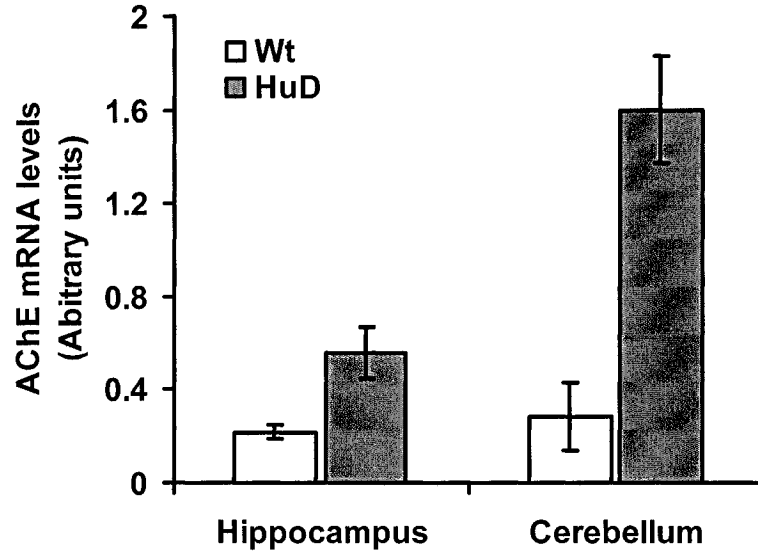 AChE mRNA levels
(Abitrary units)
2
1.6
1.2
0.8
0.4
0
Wt
HuD
Hippocampus
Cerebellum